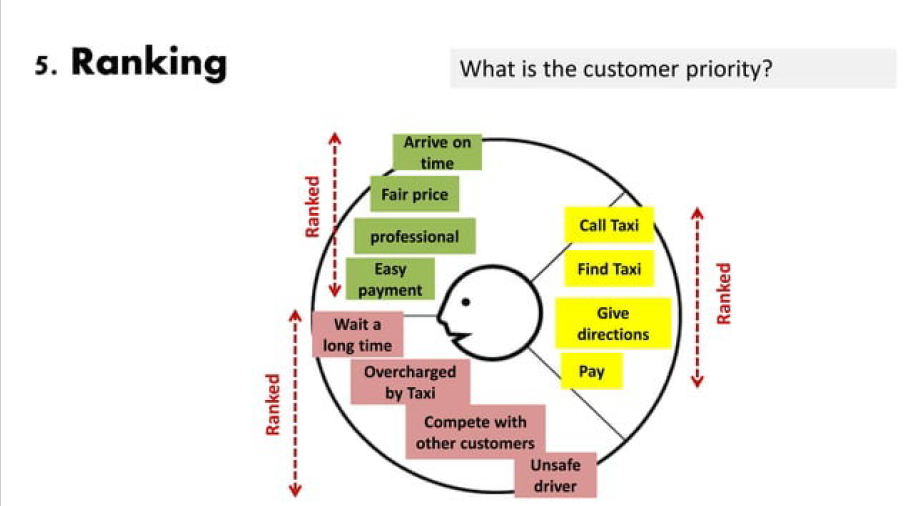 5. Ranking
What is the customer priority?
Arrive on
time
Fair price
professional
Easy
payment
Ranked
Wait a
long time
Overcharged
by Taxi
Compete with
other customers
Unsafe
driver
Ranked
Call Taxi
Find Taxi
Give
directions
Pay
Ranked